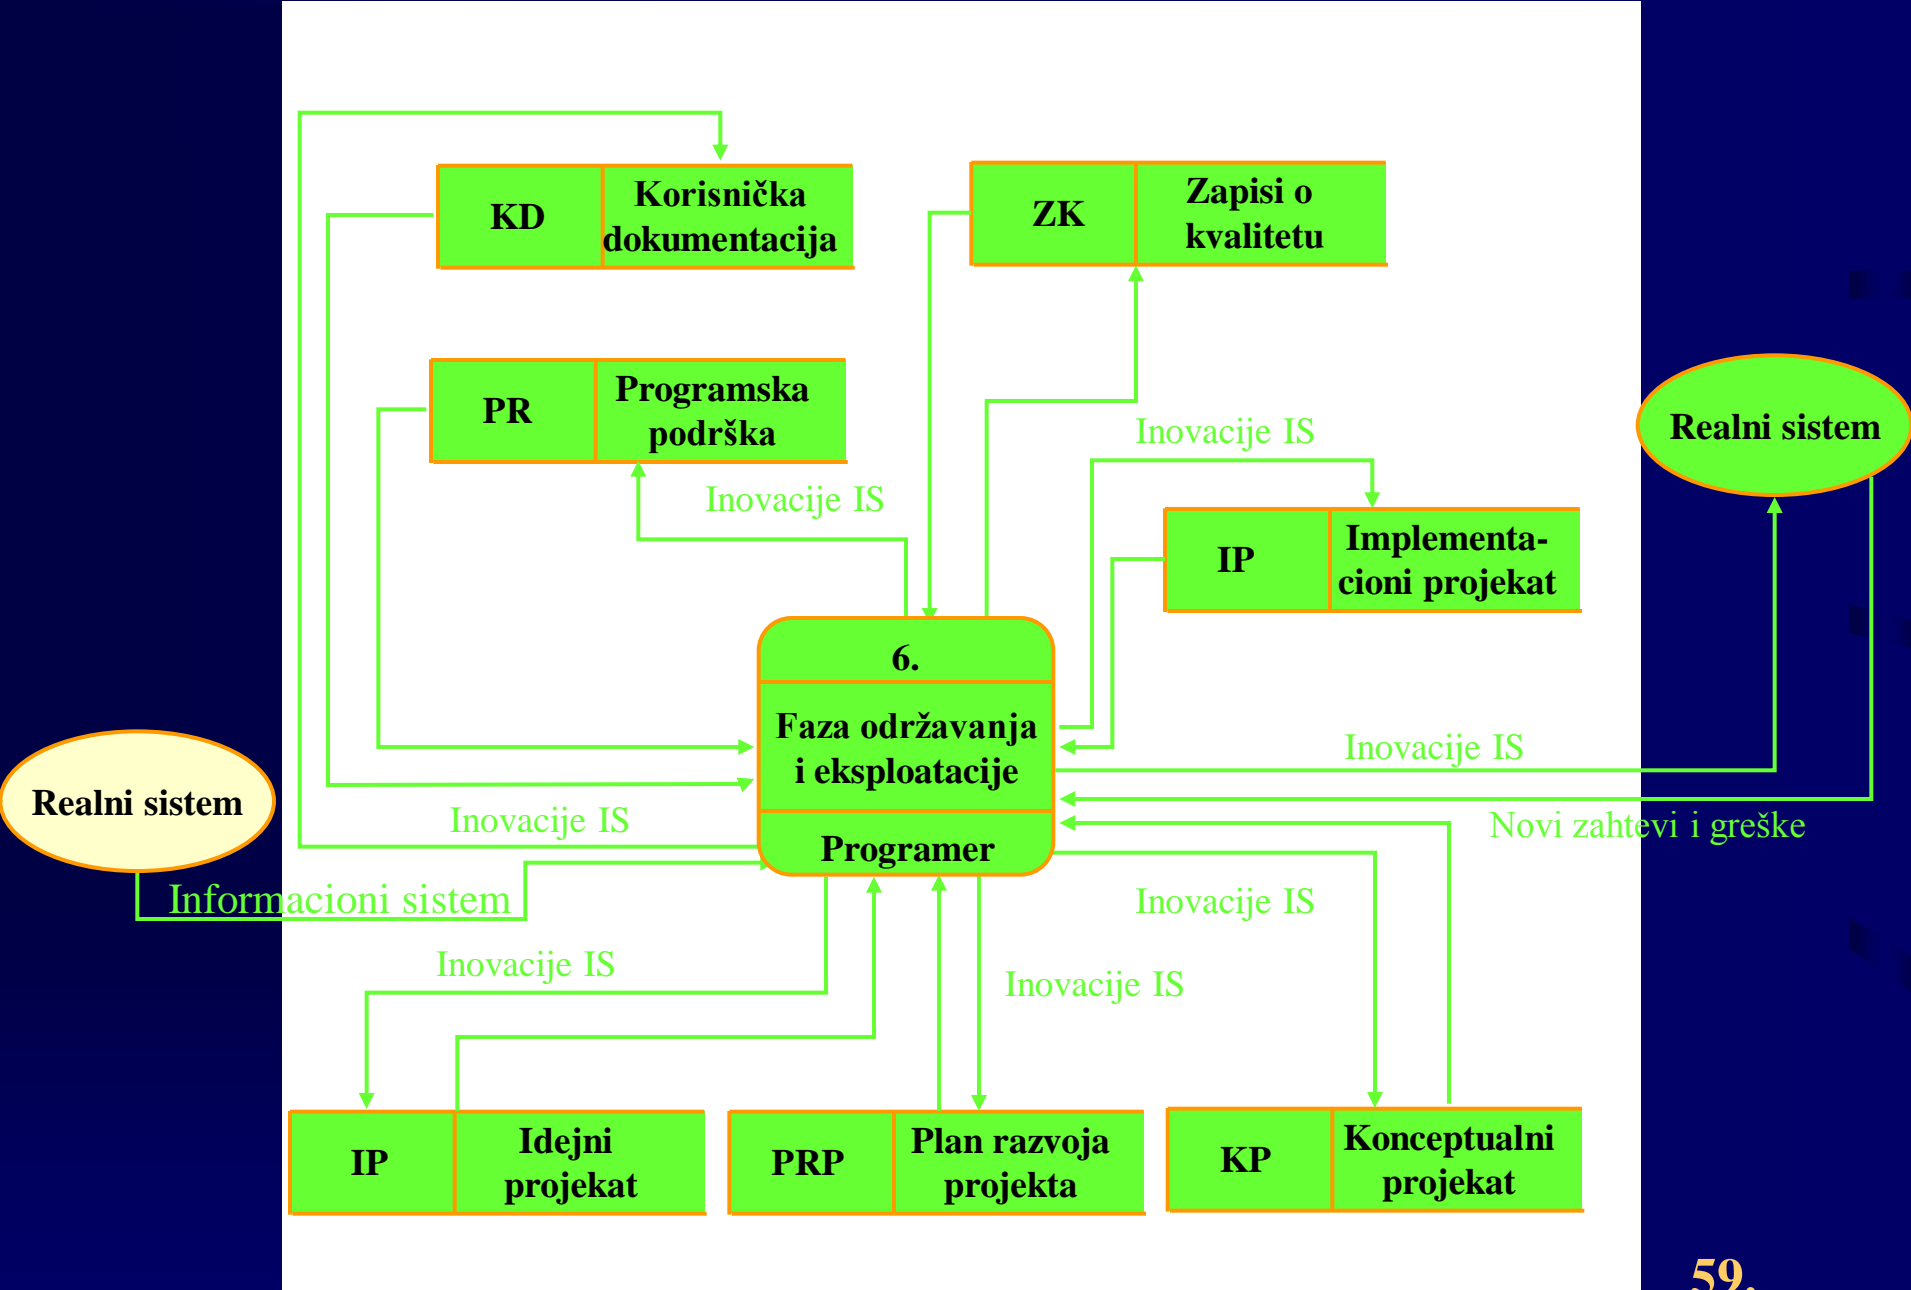 KD
Korisnička
dokumentacija
ZK
Zapisi o
kvalitetu
PR
Programska
podrška
Inovacije IS
Inovacije IS
Realni sistem
IP
Implementa-
cioni projekat
6.
Faza održavanja
i eksploatacije
Programer
Inovacije IS
Novi zahtevi i greške
Realni sistem
Inovacije IS
Informacioni sistem
Inovacije IS
Inovacije IS
Inovacije IS
IP
Idejni
projekat
PRP
Plan razvoja
projekta
KP
Konceptualni
projekat
59.